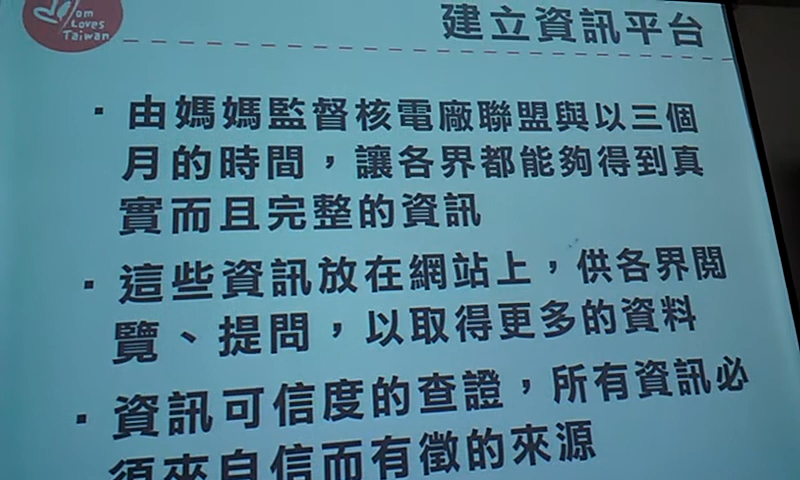 om
Loves
Taiwan
建立資訊平台
▪ 由媽媽監督核電廠聯盟與以三個
月的時間，讓各界都能夠得到真
實而且完整的資訊
▪ 這些資訊放在網站上，供各界閱
覽、提問，以取得更多的資料
▪ 資訊可信度的查證，所有資訊必
須來自信而有徵的來源